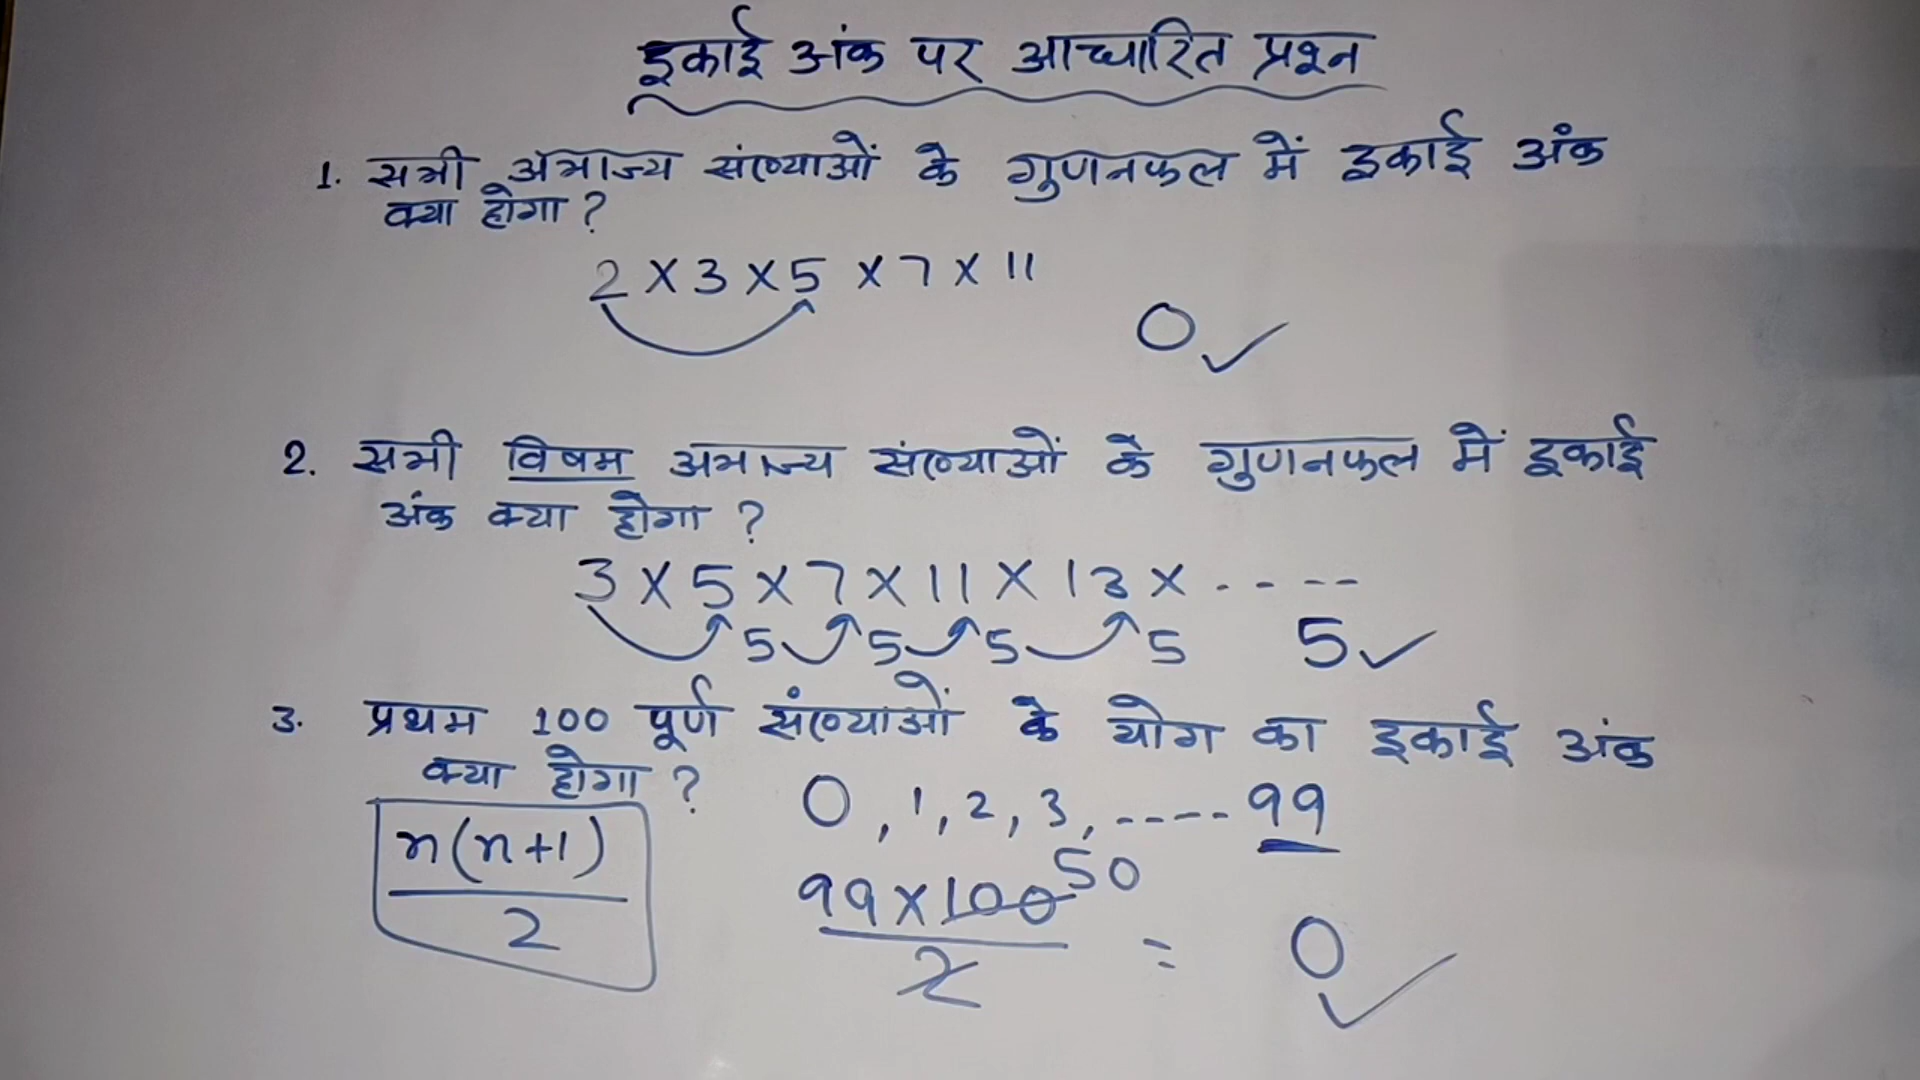 इकाई अंक पर आधारित प्रश्न
1. सभी अभाज्य संख्याओं के गुणनफल में इकाई अंक
क्या होगा ?
2 × 3 × 5 × 7 × 11
0 ✓
2. सभी विषम अभाज्य संख्याओं के गुणनफल में इकाई
अंक क्या होगा ?
3 × 5 × 7 × 11 × 13 × - - - -
5 5 5 5 5 ✓
3. प्रथम 100 पूर्ण संख्याओं के योग का इकाई अंक
क्या होगा ? 0, 1, 2, 3, ----- 99
n(n+1)
2
50
99 × 100
2
= 0 ✓